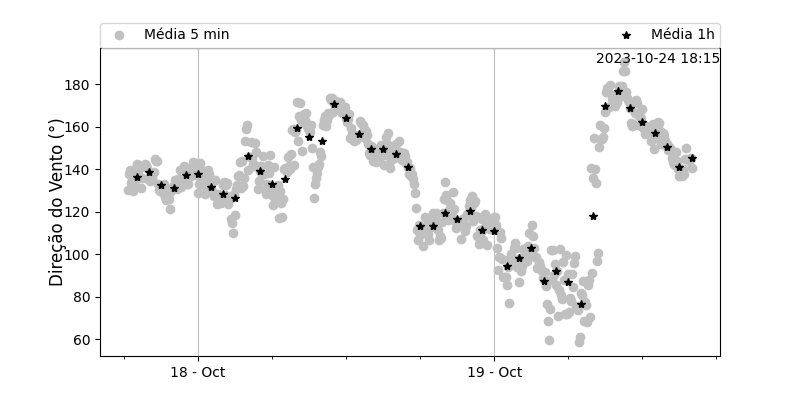 Média 5 min
Média 1h
2023-10-24 18:15
Direção do Vento (°)
180
160
140
120
100
80
60
18 - Oct
19 - Oct